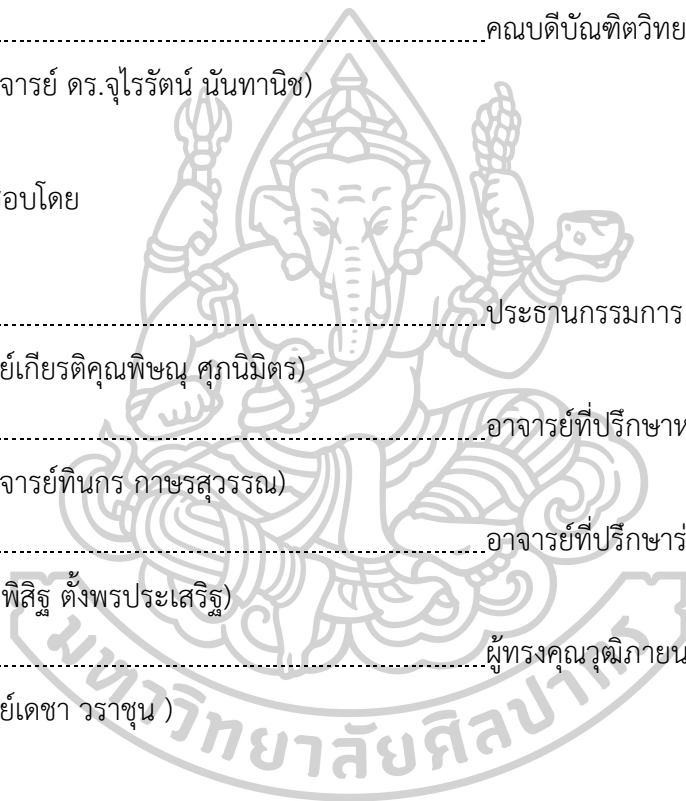 คณบดีบัณฑิตวิทย
จารย์ ดร.จุไรรัตน์ นันทานิช)
อบโดย
ประธานกรรมการ
ย์เกียรติคุณพิษณุ ศุภนิมิตร)
อาจารย์ที่ปรึกษาห
จารย์ทินกร กาษรสุวรรณ)
อาจารย์ที่ปรึกษาร่
พิสิฐ ตั้งพรประเสริฐ)
ผู้ทรงคุณวุฒิภายน
ย์เดชา วราชุน )
มหาวิทยาลัยศิลปากร